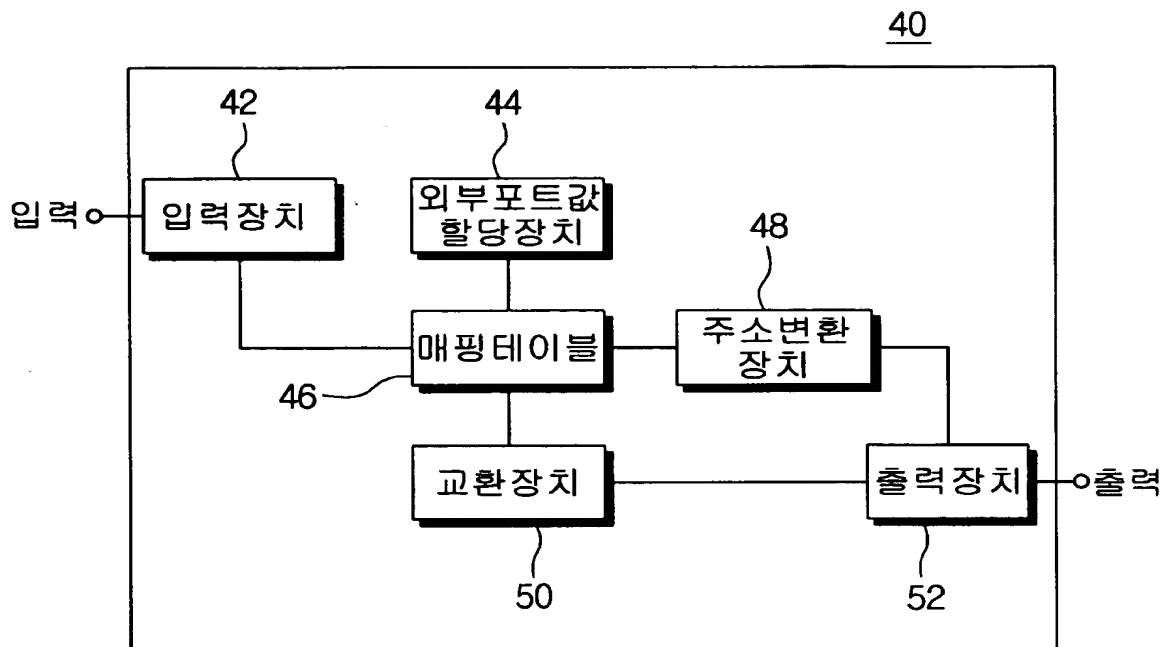 40
42
44
입력
입력장치
외부포트값
할당장치
48
매핑테이블
주소변환
장치
46
교환장치
출력장치
출력
50
52